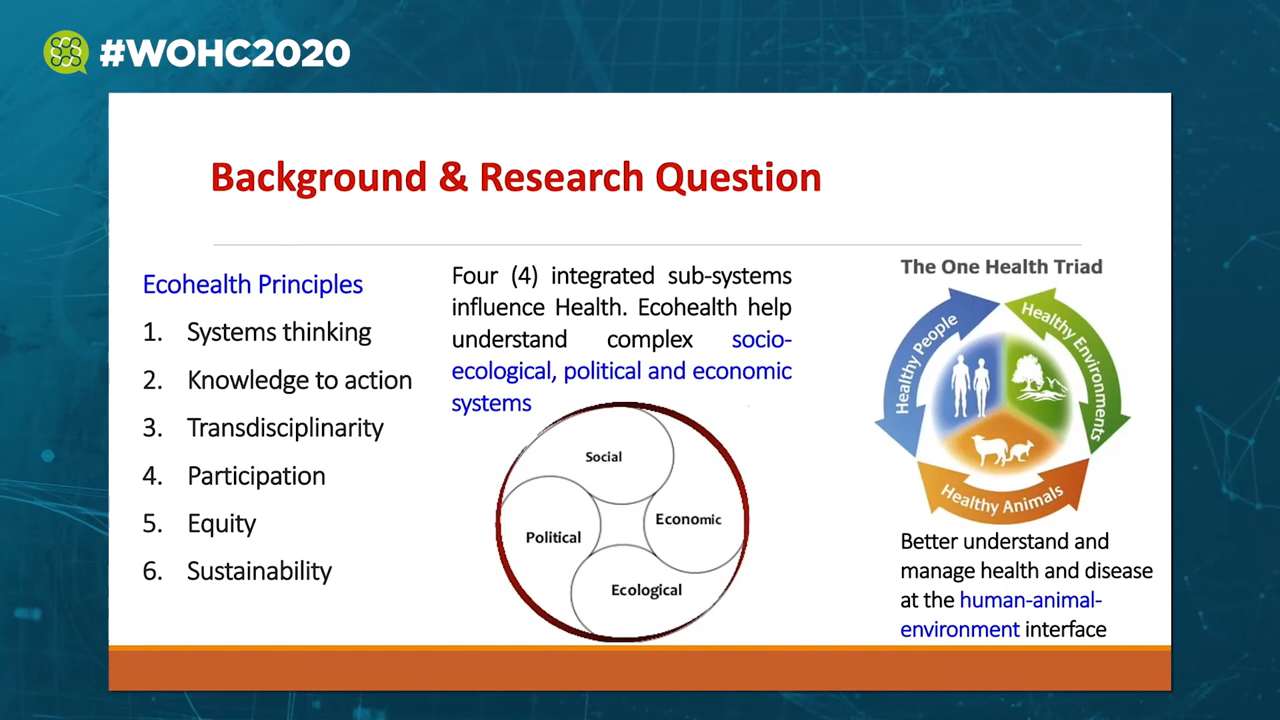 #WOHC2020
Background & Research Question
Ecohealth Principles
1. Systems thinking
2. Knowledge to action
3. Transdisciplinarity
4. Participation
5. Equity
6. Sustainability
Four (4) integrated sub-systems
influence Health. Ecohealth help
understand complex socio-
ecological, political and economic
systems
Social
Economic
Political
Ecological
The One Health Triad
Healthy People
Healthy Environments
Healthy Animals
Better understand and
manage health and disease
at the human-animal-
environment interface